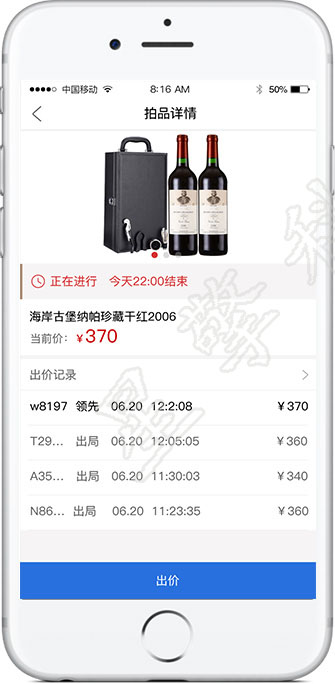 中国移动 8:16 AM 50%
拍品详情
正在进行 今天22:00结束
海岸古堡纳帕珍藏干红2006
当前价：￥370
出价记录
w8197 领先 06.20 12:2:08 ￥370
T29... 出局 06.20 12:05:05 ￥360
A35... 出局 06.20 11:30:03 ￥340
N86... 出局 06.20 11:23:35 ￥360
出价